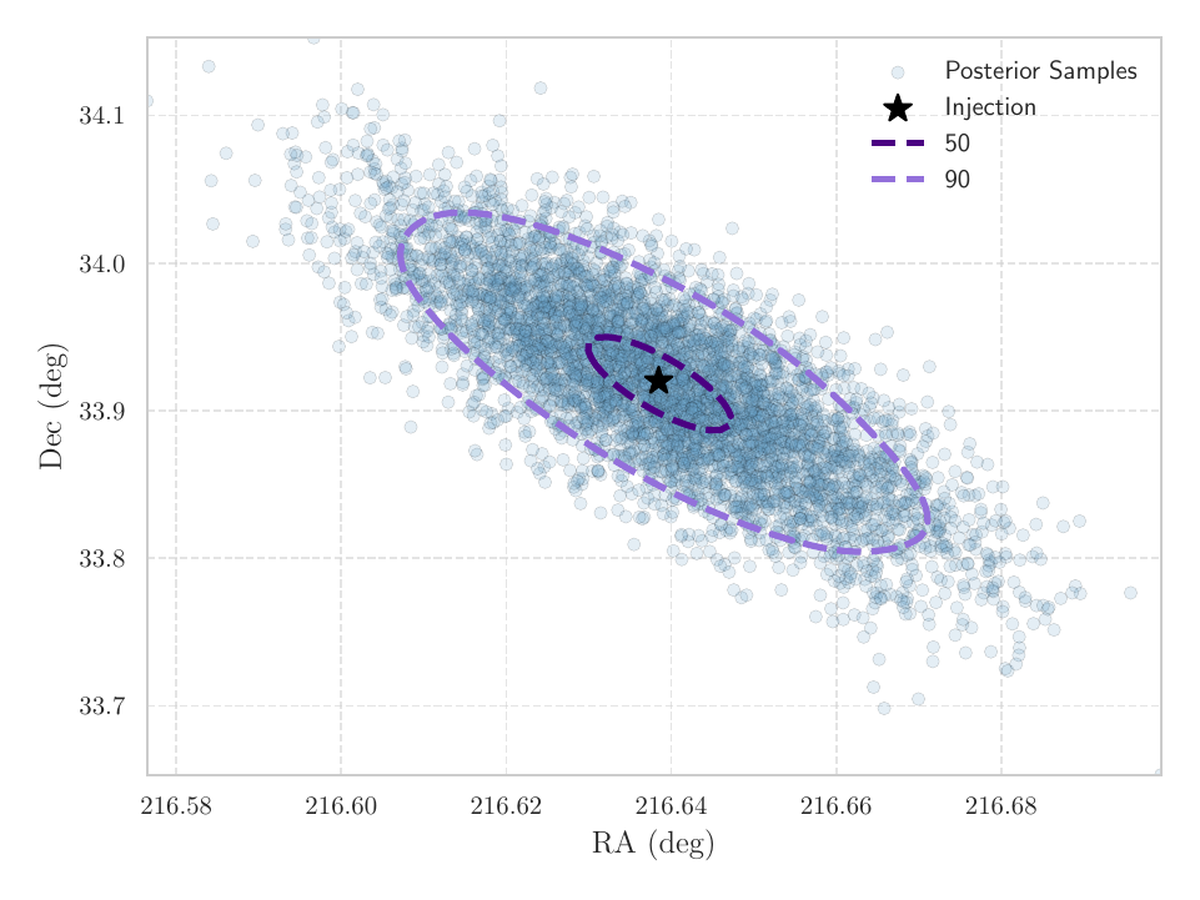 Posterior Samples
Injection
50
90
34.1
34.0
33.9
33.8
33.7
Dec (deg)
216.58 216.60 216.62 216.64 216.66 216.68
RA (deg)